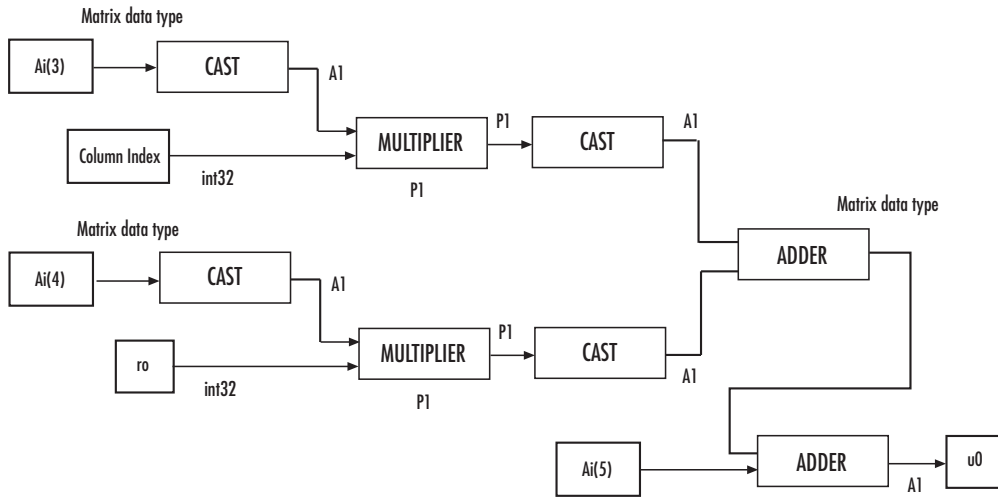 Matrix data type
Ai(3)
CAST
A1
Column Index
int32
MULTIPLIER
P1
P1
CAST
A1
Matrix data type
Ai(4)
CAST
A1
ro
int32
MULTIPLIER
P1
P1
CAST
A1
Matrix data type
ADDER
Ai(5)
ADDER
A1
u0